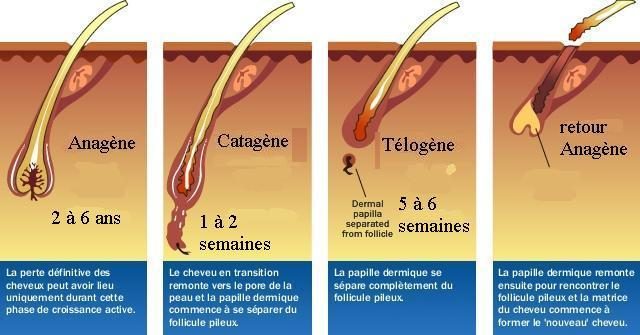 Anagène
2 à 6 ans
La perte définitive des
cheveux peut avoir lieu
uniquement durant cette
phase de croissance active.
Catagène
1 à 2
semaines
Le cheveu en transition
remonte vers le pore de la
peau et la papille dermique
commence à se séparer du
follicule pileux.
Télogène
Dermal
papilla
separated
from follicle
5 à 6
semaines
La papille dermique se
sépare complètement du
follicule pileux.
retour
Anagène
La papille dermique remonte
ensuite pour rencontrer le
follicule pileux et la matrice
du cheveu commence à
former le 'nouveau' cheveu.